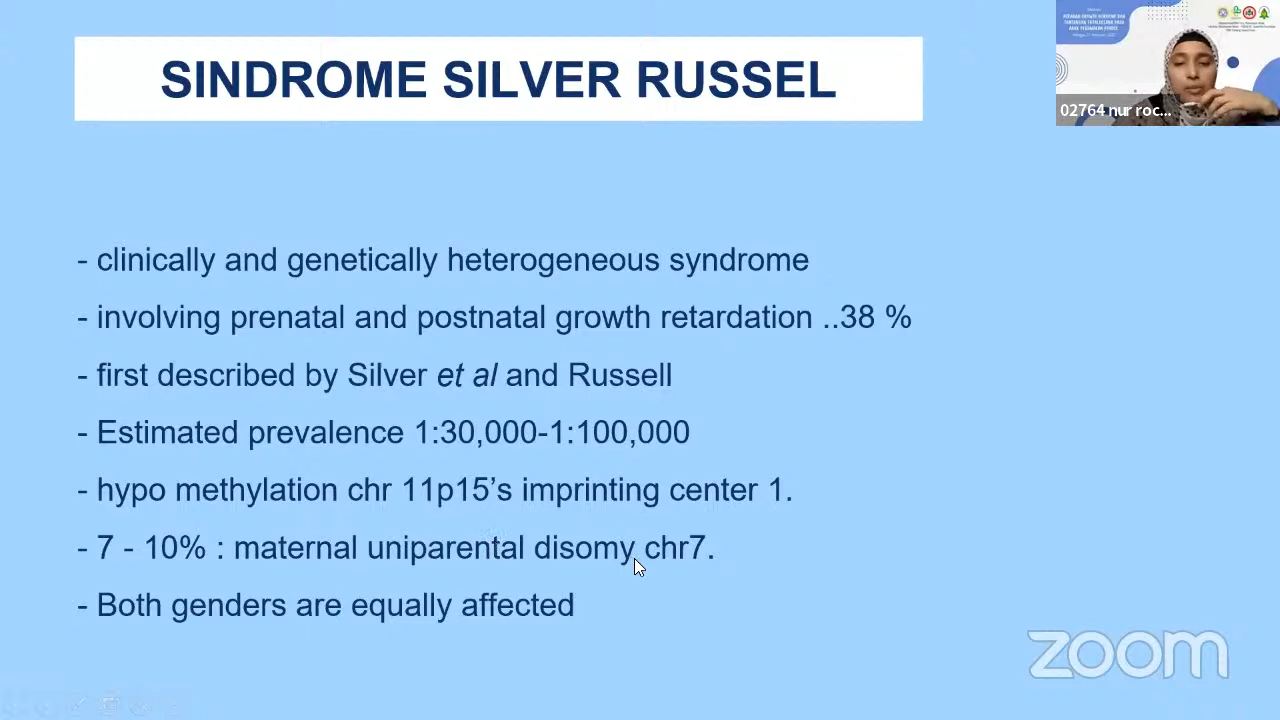 SINDROME SILVER RUSSEL
02764 nur roc...
- clinically and genetically heterogeneous syndrome
- involving prenatal and postnatal growth retardation ..38 %
- first described by Silver et al and Russell
- Estimated prevalence 1:30,000-1:100,000
- hypo methylation chr 11p15’s imprinting center 1.
- 7 - 10% : maternal uniparental disomy chr7.
- Both genders are equally affected
zoom